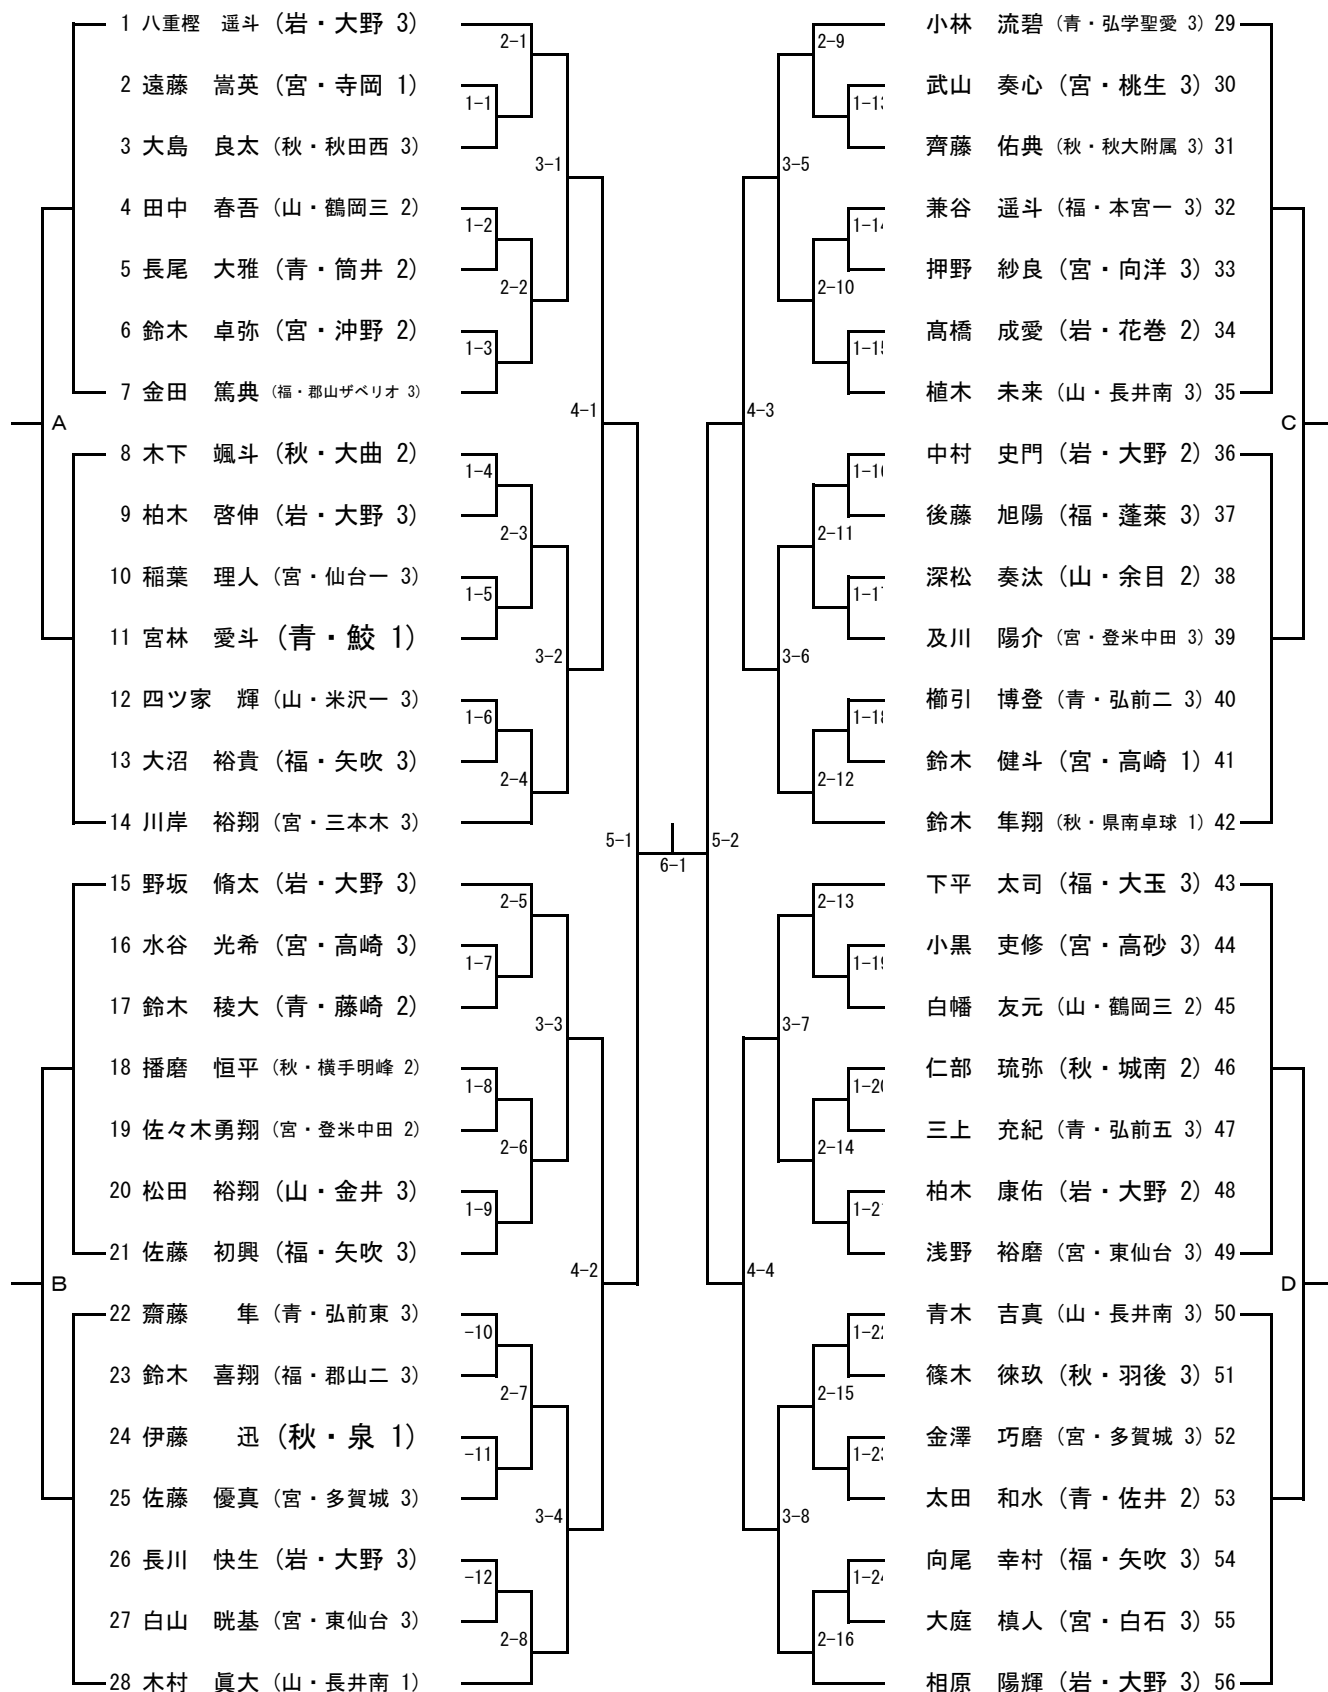 1 八重樫 遥斗 (岩・大野 3)
2 遠藤 嵩英 (宮・寺岡 1)
3 大島 良太 (秋・秋田西 3)
4 田中 春吾 (山・鶴岡三 2)
5 長尾 大雅 (青・筒井 2)
6 鈴木 卓弥 (宮・沖野 2)
7 金田 篤典 (福・郡山ザベリオ 3)
8 木下 颯斗 (秋・大曲 2)
9 柏木 啓伸 (岩・大野 3)
10 稲葉 理人 (宮・仙台一 3)
11 宮林 愛斗 (青・鮫 1)
12 四ツ家 輝 (山・米沢一 3)
13 大沼 裕貴 (福・矢吹 3)
14 川岸 裕翔 (宮・三本木 3)
15 野坂 脩太 (岩・大野 3)
16 水谷 光希 (宮・高崎 3)
17 鈴木 稜大 (青・藤崎 2)
18 播磨 恒平 (秋・横手明峰 2)
19 佐々木勇翔 (宮・登米中田 2)
20 松田 裕翔 (山・金井 3)
21 佐藤 初興 (福・矢吹 3)
22 齋藤 隼 (青・弘前東 3)
23 鈴木 喜翔 (福・郡山二 3)
24 伊藤 迅 (秋・泉 1)
25 佐藤 優真 (宮・多賀城 3)
26 長川 快生 (岩・大野 3)
27 白山 晄基 (宮・東仙台 3)
28 木村 眞大 (山・長井南 1)
A
B
1-1
1-2
1-3
1-4
1-5
1-6
1-7
1-8
1-9
-10
-11
-12
2-1
2-2
2-3
2-4
2-5
2-6
2-7
2-8
3-1
3-2
3-3
3-4
4-1
4-2
5-1
6-1
5-2
4-3
4-4
3-5
3-6
3-7
3-8
2-9
2-10
2-11
2-12
2-13
2-14
2-15
2-16
1-13
1-14
1-15
1-16
1-17
1-18
1-19
1-20
1-21
1-22
1-23
1-24
小林 流碧 (青・弘学聖愛 3) 29
武山 奏心 (宮・桃生 3) 30
齊藤 佑典 (秋・秋大附属 3) 31
兼谷 遥斗 (福・本宮一 3) 32
押野 紗良 (宮・向洋 3) 33
髙橋 成愛 (岩・花巻 2) 34
植木 未来 (山・長井南 3) 35
中村 史門 (岩・大野 2) 36
後藤 旭陽 (福・蓬萊 3) 37
深松 奏汰 (山・余目 2) 38
及川 陽介 (宮・登米中田 3) 39
櫛引 博登 (青・弘前二 3) 40
鈴木 健斗 (宮・高崎 1) 41
鈴木 隼翔 (秋・県南卓球 1) 42
下平 太司 (福・大玉 3) 43
小黒 吏修 (宮・高砂 3) 44
白幡 友元 (山・鶴岡三 2) 45
仁部 琉弥 (秋・城南 2) 46
三上 充紀 (青・弘前五 3) 47
柏木 康佑 (岩・大野 2) 48
浅野 裕磨 (宮・東仙台 3) 49
青木 吉真 (山・長井南 3) 50
篠木 徠玖 (秋・羽後 3) 51
金澤 巧磨 (宮・多賀城 3) 52
太田 和水 (青・佐井 2) 53
向尾 幸村 (福・矢吹 3) 54
大庭 槙人 (宮・白石 3) 55
相原 陽輝 (岩・大野 3) 56
C
D